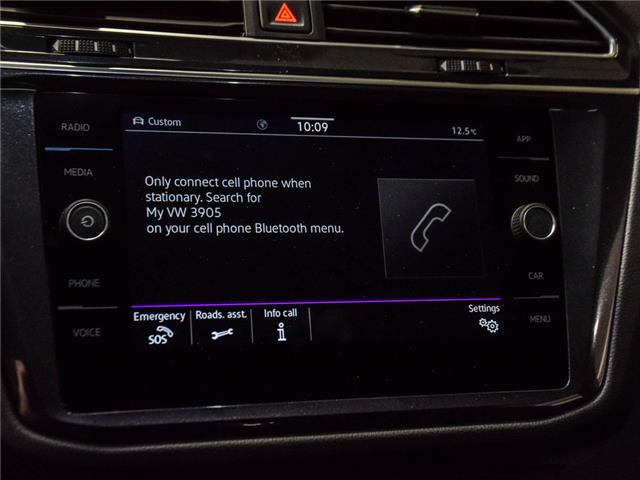 RADIO
MEDIA
PHONE
VOICE
Custom
10:09
12.5°C
Only connect cell phone when
stationary. Search for
My VW 3905
on your cell phone Bluetooth menu.
Emergency
SOS
Roads. asst.
Info call
Settings
APP
SOUND
CAR
MENU